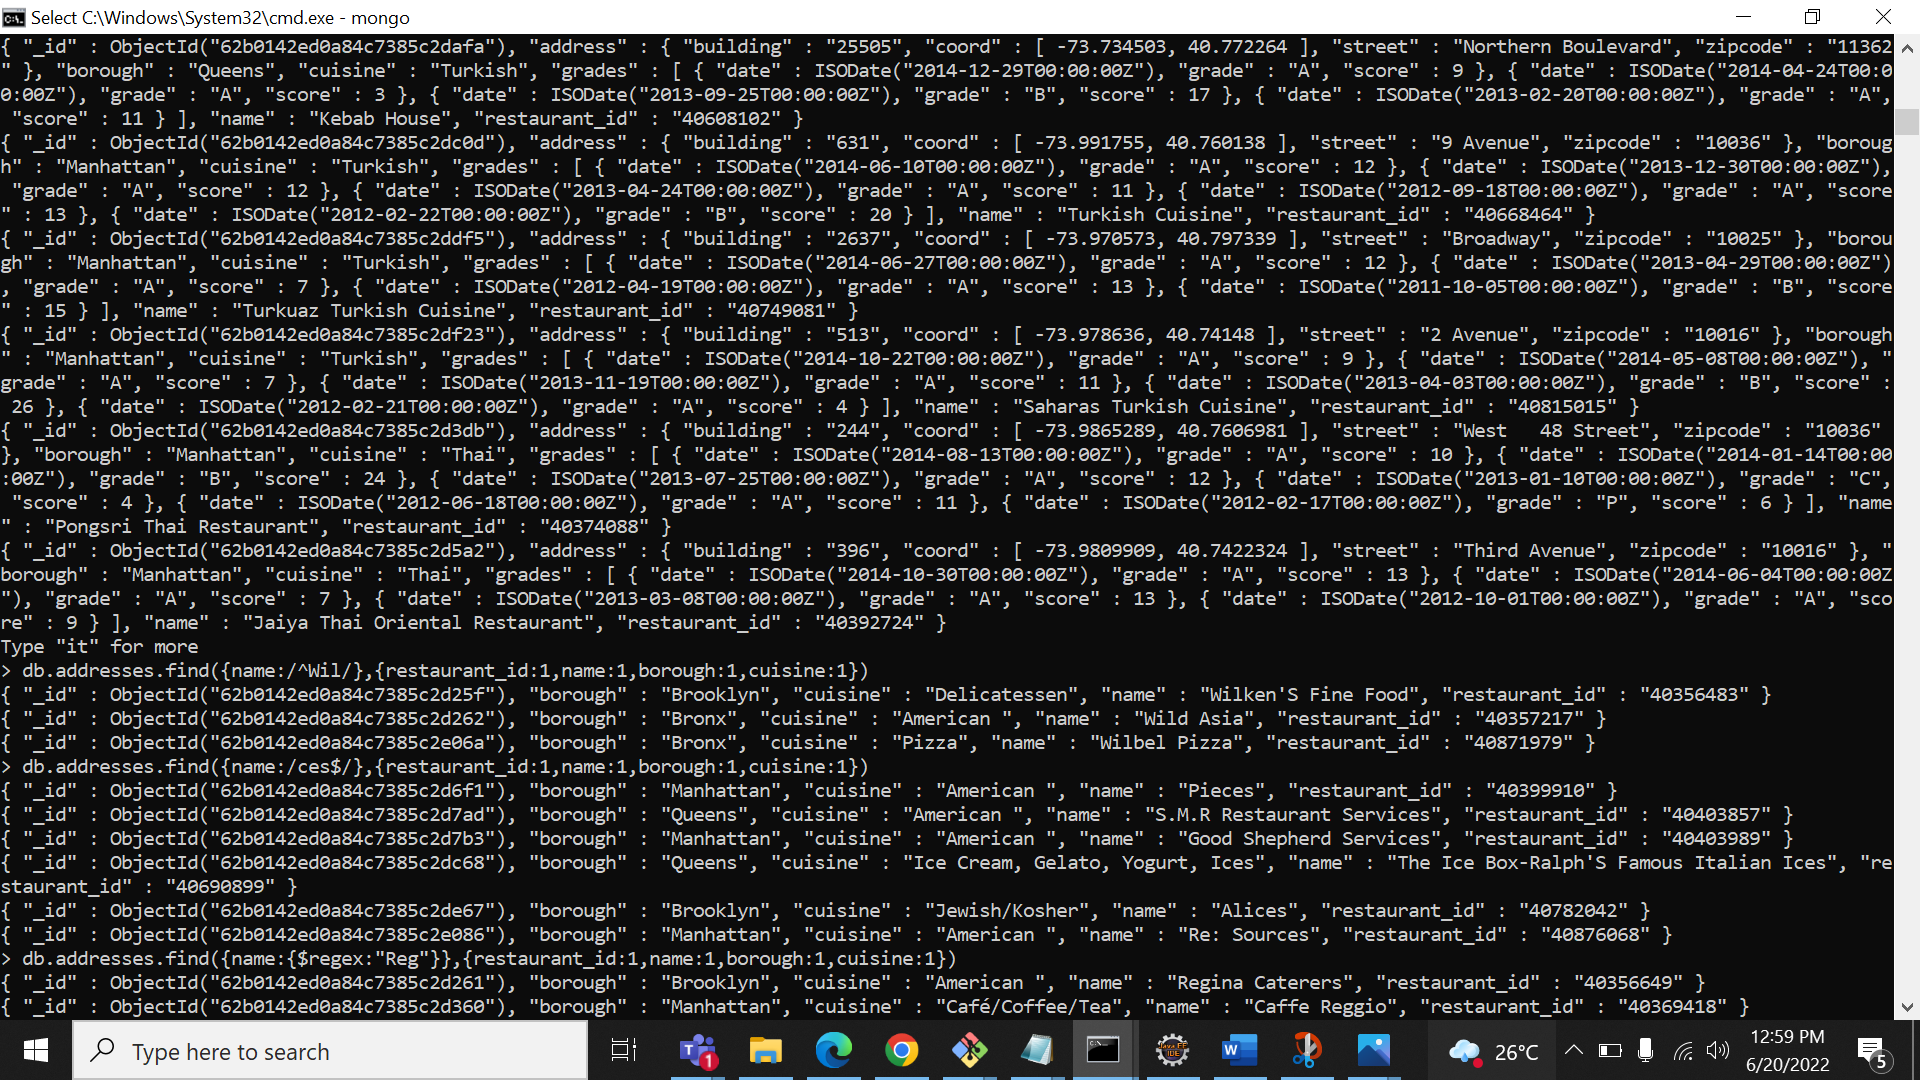 Select C:\Windows\System32\cmd.exe - mongo
{ "_id" : ObjectId("62b0142ed0a84c7385c2dafa"), "address" : { "building" : "25505", "coord" : [ -73.734503, 40.772264 ], "street" : "Northern Boulevard", "zipcode" : "11362
" }, "borough" : "Queens", "cuisine" : "Turkish", "grades" : [ { "date" : ISODate("2014-12-29T00:00:00Z"), "grade" : "A", "score" : 9 }, { "date" : ISODate("2014-04-24T00:0
0:00Z"), "grade" : "A", "score" : 3 }, { "date" : ISODate("2013-09-25T00:00:00Z"), "grade" : "B", "score" : 17 }, { "date" : ISODate("2013-02-20T00:00:00Z"), "grade" : "A",
 "score" : 11 } ], "name" : "Kebab House", "restaurant_id" : "40608102" }
{ "_id" : ObjectId("62b0142ed0a84c7385c2dc0d"), "address" : { "building" : "631", "coord" : [ -73.991755, 40.760138 ], "street" : "9 Avenue", "zipcode" : "10036" }, "boroug
h" : "Manhattan", "cuisine" : "Turkish", "grades" : [ { "date" : ISODate("2014-06-10T00:00:00Z"), "grade" : "A", "score" : 12 }, { "date" : ISODate("2013-12-30T00:00:00Z"),
 "grade" : "A", "score" : 12 }, { "date" : ISODate("2013-04-24T00:00:00Z"), "grade" : "A", "score" : 11 }, { "date" : ISODate("2012-09-18T00:00:00Z"), "grade" : "A", "score
" : 13 }, { "date" : ISODate("2012-02-22T00:00:00Z"), "grade" : "B", "score" : 20 } ], "name" : "Turkish Cuisine", "restaurant_id" : "40668464" }
{ "_id" : ObjectId("62b0142ed0a84c7385c2ddf5"), "address" : { "building" : "2637", "coord" : [ -73.970573, 40.797339 ], "street" : "Broadway", "zipcode" : "10025" }, "borou
gh" : "Manhattan", "cuisine" : "Turkish", "grades" : [ { "date" : ISODate("2014-06-27T00:00:00Z"), "grade" : "A", "score" : 12 }, { "date" : ISODate("2013-04-29T00:00:00Z")
, "grade" : "A", "score" : 7 }, { "date" : ISODate("2012-04-19T00:00:00Z"), "grade" : "A", "score" : 13 }, { "date" : ISODate("2011-10-05T00:00:00Z"), "grade" : "B", "score
" : 15 } ], "name" : "Turkuaz Turkish Cuisine", "restaurant_id" : "40749081" }
{ "_id" : ObjectId("62b0142ed0a84c7385c2df23"), "address" : { "building" : "513", "coord" : [ -73.978636, 40.74148 ], "street" : "2 Avenue", "zipcode" : "10016" }, "borough
" : "Manhattan", "cuisine" : "Turkish", "grades" : [ { "date" : ISODate("2014-10-22T00:00:00Z"), "grade" : "A", "score" : 9 }, { "date" : ISODate("2014-05-08T00:00:00Z"), "
grade" : "A", "score" : 7 }, { "date" : ISODate("2013-11-19T00:00:00Z"), "grade" : "A", "score" : 11 }, { "date" : ISODate("2013-04-03T00:00:00Z"), "grade" : "B", "score" :
 26 }, { "date" : ISODate("2012-02-21T00:00:00Z"), "grade" : "A", "score" : 4 } ], "name" : "Saharas Turkish Cuisine", "restaurant_id" : "40815015" }
{ "_id" : ObjectId("62b0142ed0a84c7385c2d3db"), "address" : { "building" : "244", "coord" : [ -73.9865289, 40.7606981 ], "street" : "West   48 Street", "zipcode" : "10036"
}, "borough" : "Manhattan", "cuisine" : "Thai", "grades" : [ { "date" : ISODate("2014-08-13T00:00:00Z"), "grade" : "A", "score" : 10 }, { "date" : ISODate("2014-01-14T00:00
:00Z"), "grade" : "B", "score" : 24 }, { "date" : ISODate("2013-07-25T00:00:00Z"), "grade" : "A", "score" : 12 }, { "date" : ISODate("2013-01-10T00:00:00Z"), "grade" : "C",
 "score" : 4 }, { "date" : ISODate("2012-06-18T00:00:00Z"), "grade" : "A", "score" : 11 }, { "date" : ISODate("2012-02-17T00:00:00Z"), "grade" : "P", "score" : 6 } ], "name
" : "Pongsri Thai Restaurant", "restaurant_id" : "40374088" }
{ "_id" : ObjectId("62b0142ed0a84c7385c2d5a2"), "address" : { "building" : "396", "coord" : [ -73.9809909, 40.7422324 ], "street" : "Third Avenue", "zipcode" : "10016" }, "
borough" : "Manhattan", "cuisine" : "Thai", "grades" : [ { "date" : ISODate("2014-10-30T00:00:00Z"), "grade" : "A", "score" : 13 }, { "date" : ISODate("2014-06-04T00:00:00Z
"), "grade" : "A", "score" : 7 }, { "date" : ISODate("2013-03-08T00:00:00Z"), "grade" : "A", "score" : 13 }, { "date" : ISODate("2012-10-01T00:00:00Z"), "grade" : "A", "sco
re" : 9 } ], "name" : "Jaiya Thai Oriental Restaurant", "restaurant_id" : "40392724" }
Type "it" for more
> db.addresses.find({name:/^Wil/},{restaurant_id:1,name:1,borough:1,cuisine:1})
{ "_id" : ObjectId("62b0142ed0a84c7385c2d25f"), "borough" : "Brooklyn", "cuisine" : "Delicatessen", "name" : "Wilken'S Fine Food", "restaurant_id" : "40356483" }
{ "_id" : ObjectId("62b0142ed0a84c7385c2d262"), "borough" : "Bronx", "cuisine" : "American ", "name" : "Wild Asia", "restaurant_id" : "40357217" }
{ "_id" : ObjectId("62b0142ed0a84c7385c2e06a"), "borough" : "Bronx", "cuisine" : "Pizza", "name" : "Wilbel Pizza", "restaurant_id" : "40871979" }
> db.addresses.find({name:/ces$/},{restaurant_id:1,name:1,borough:1,cuisine:1})
{ "_id" : ObjectId("62b0142ed0a84c7385c2d6f1"), "borough" : "Manhattan", "cuisine" : "American ", "name" : "Pieces", "restaurant_id" : "40399910" }
{ "_id" : ObjectId("62b0142ed0a84c7385c2d7ad"), "borough" : "Queens", "cuisine" : "American ", "name" : "S.M.R Restaurant Services", "restaurant_id" : "40403857" }
{ "_id" : ObjectId("62b0142ed0a84c7385c2d7b3"), "borough" : "Manhattan", "cuisine" : "American ", "name" : "Good Shepherd Services", "restaurant_id" : "40403989" }
{ "_id" : ObjectId("62b0142ed0a84c7385c2dc68"), "borough" : "Queens", "cuisine" : "Ice Cream, Gelato, Yogurt, Ices", "name" : "The Ice Box-Ralph'S Famous Italian Ices", "re
staurant_id" : "40690899" }
{ "_id" : ObjectId("62b0142ed0a84c7385c2de67"), "borough" : "Brooklyn", "cuisine" : "Jewish/Kosher", "name" : "Alices", "restaurant_id" : "40782042" }
{ "_id" : ObjectId("62b0142ed0a84c7385c2e086"), "borough" : "Manhattan", "cuisine" : "American ", "name" : "Re: Sources", "restaurant_id" : "40876068" }
> db.addresses.find({name:{$regex:"Reg"}},{restaurant_id:1,name:1,borough:1,cuisine:1})
{ "_id" : ObjectId("62b0142ed0a84c7385c2d261"), "borough" : "Brooklyn", "cuisine" : "American ", "name" : "Regina Caterers", "restaurant_id" : "40356649" }
{ "_id" : ObjectId("62b0142ed0a84c7385c2d360"), "borough" : "Manhattan", "cuisine" : "Café/Coffee/Tea", "name" : "Caffe Reggio", "restaurant_id" : "40369418" }
Type here to search
26°C
12:59 PM
6/20/2022
5